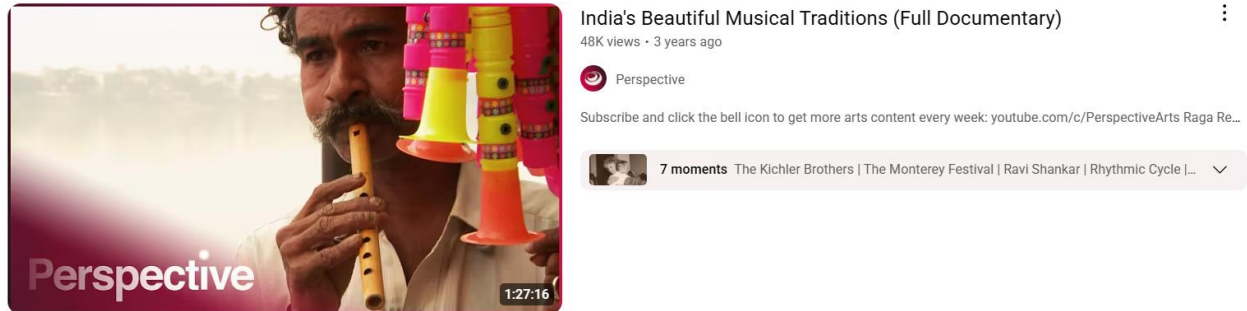 Perspective
1:27:16
India's Beautiful Musical Traditions (Full Documentary)
48K views • 3 years ago
Perspective
Subscribe and click the bell icon to get more arts content every week: youtube.com/c/PerspectiveArts Raga Re...
7 moments The Kichler Brothers | The Monterey Festival | Ravi Shankar | Rhythmic Cycle |...